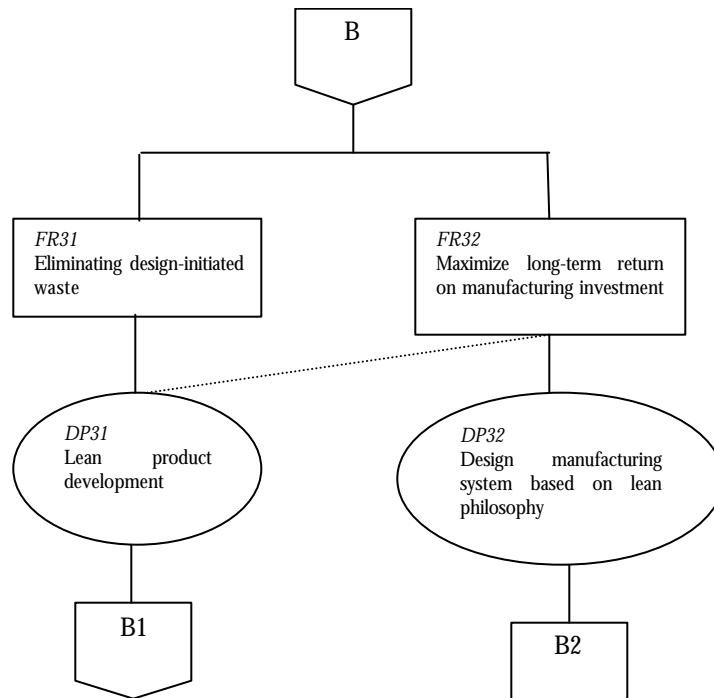 B
FR31
Eliminating design-initiated
waste
FR32
Maximize long-term return
on manufacturing investment
DP31
Lean product
development
DP32
Design manufacturing
system based on lean
philosophy
B1
B2